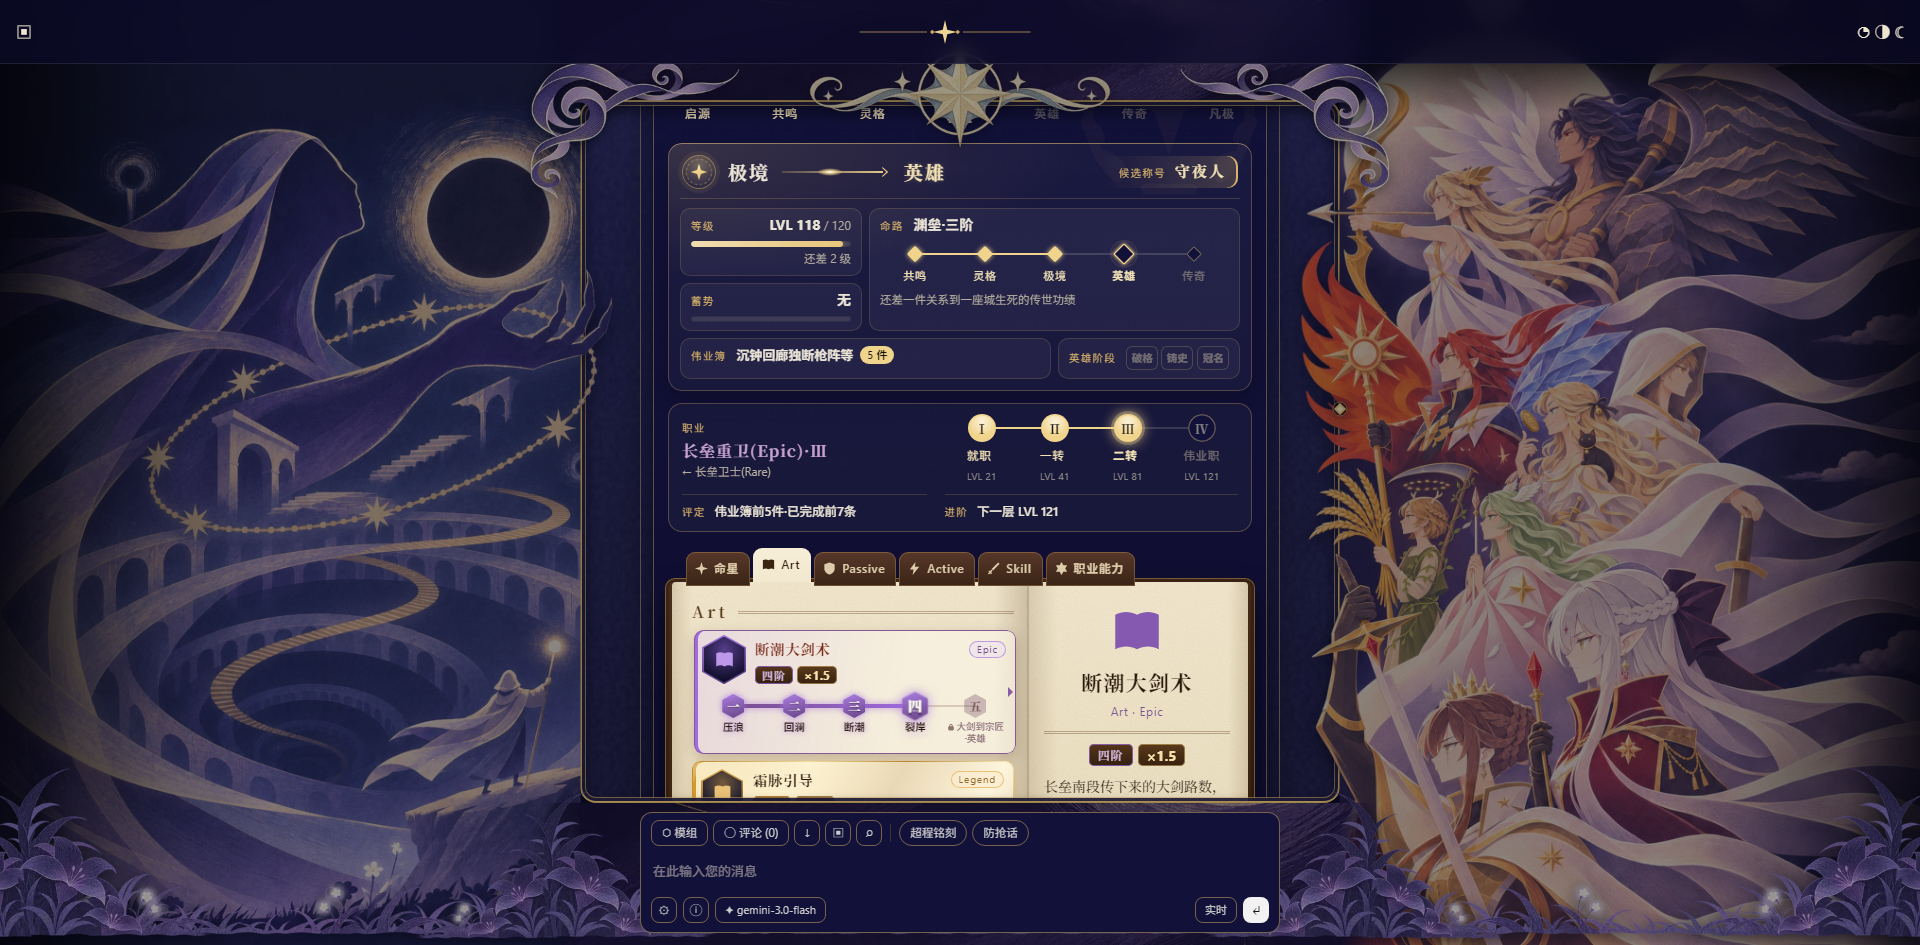 启源 共鸣 灵格 英雄 传奇 凡极
极境 英雄 候选称号 守夜人
等级 LVL 118 / 120
还差 2 级
命路 渊垒·三阶
共鸣 灵格 极境 英雄 传奇
还差一件关系到一座城生死的传世功绩
蓄势 无
伟业簿 沉钟回廊独断枪阵等 5 件
英雄阶段 破格 铸史 冠名
职业
长垒重卫(Epic)·III
← 长垒卫士(Rare)
I II III IV
就职 一转 二转 伟业职
LVL 21 LVL 41 LVL 81 LVL 121
评定 伟业簿前5件·已完成前7条
进阶 下一层 LVL 121
命星 Art Passive Active Skill 职业能力
Art
断潮大剑术 Epic
四阶 ×1.5
一 二 三 四 五
压浪 回澜 断潮 裂岸 大剑到宗匠
·英雄
霜脉引导 Legend
断潮大剑术
Art · Epic
四阶 ×1.5
长垒南段传下来的大剑路数,
模组 评论 (0) 超程铭刻 防抢话
在此输入您的消息
gemini-3.0-flash 实时